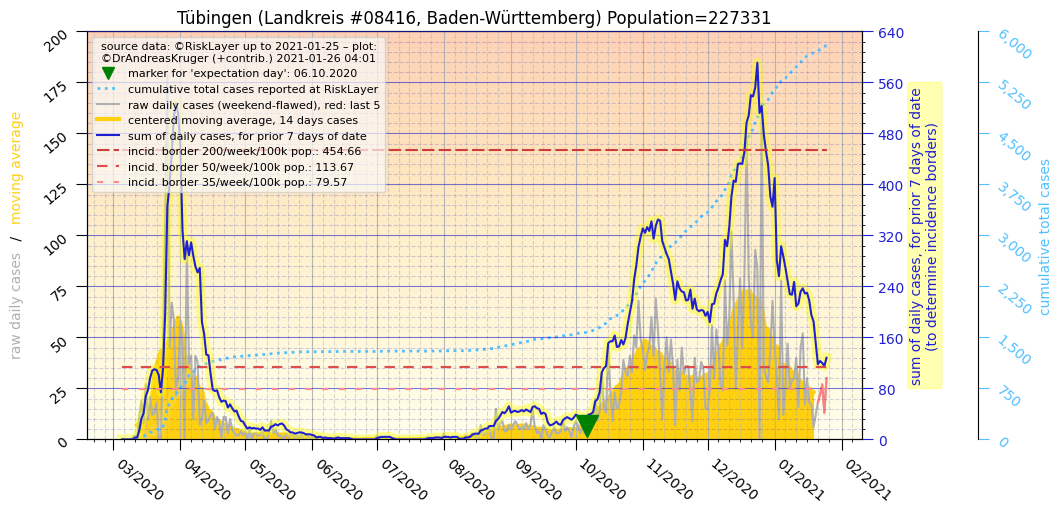 Tübingen (Landkreis #08416, Baden-Württemberg) Population=227331
source data: ©RiskLayer up to 2021-01-25 – plot:
©DrAndreasKruger (+contrib.) 2021-01-26 04:01
marker for 'expectation day': 06.10.2020
cumulative total cases reported at RiskLayer
raw daily cases (weekend-flawed), red: last 5
centered moving average, 14 days cases
sum of daily cases, for prior 7 days of date
incid. border 200/week/100k pop.: 454.66
incid. border 50/week/100k pop.: 113.67
incid. border 35/week/100k pop.: 79.57
raw daily cases / moving average
200
175
150
125
100
75
50
25
0
03/2020
04/2020
05/2020
06/2020
07/2020
08/2020
09/2020
10/2020
11/2020
12/2020
01/2021
02/2021
640
560
480
400
320
240
160
80
0
sum of daily cases, for prior 7 days of date
(to determine incidence borders)
6,000
5,250
4,500
3,750
3,000
2,250
1,500
750
0
cumulative total cases